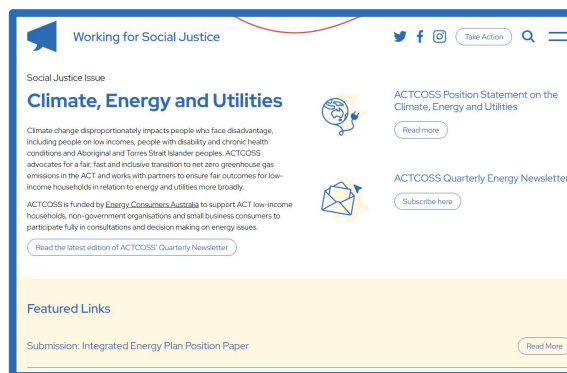 Working for Social Justice
Take Action
Social Justice Issue
Climate, Energy and Utilities
Climate change disproportionately impacts people who face disadvantage,
including people on low incomes, people with disability and chronic health
conditions and Aboriginal and Torres Strait Islander peoples. ACTCOSS
advocates for a fair, fast and inclusive transition to net zero greenhouse gas
emissions in the ACT and works with partners to ensure fair outcomes for low-
income households in relation to energy and utilities more broadly.
ACTCOSS is funded by Energy Consumers Australia to support ACT low-income
households, non-government organisations and small business consumers to
participate fully in consultations and decision making on energy issues.
Read the latest edition of ACTCOSS' Quarterly Newsletter
ACTCOSS Position Statement on the
Climate, Energy and Utilities
Read more
ACTCOSS Quarterly Energy Newsletter
Subscribe here
Featured Links
Submission: Integrated Energy Plan Position Paper
Read More